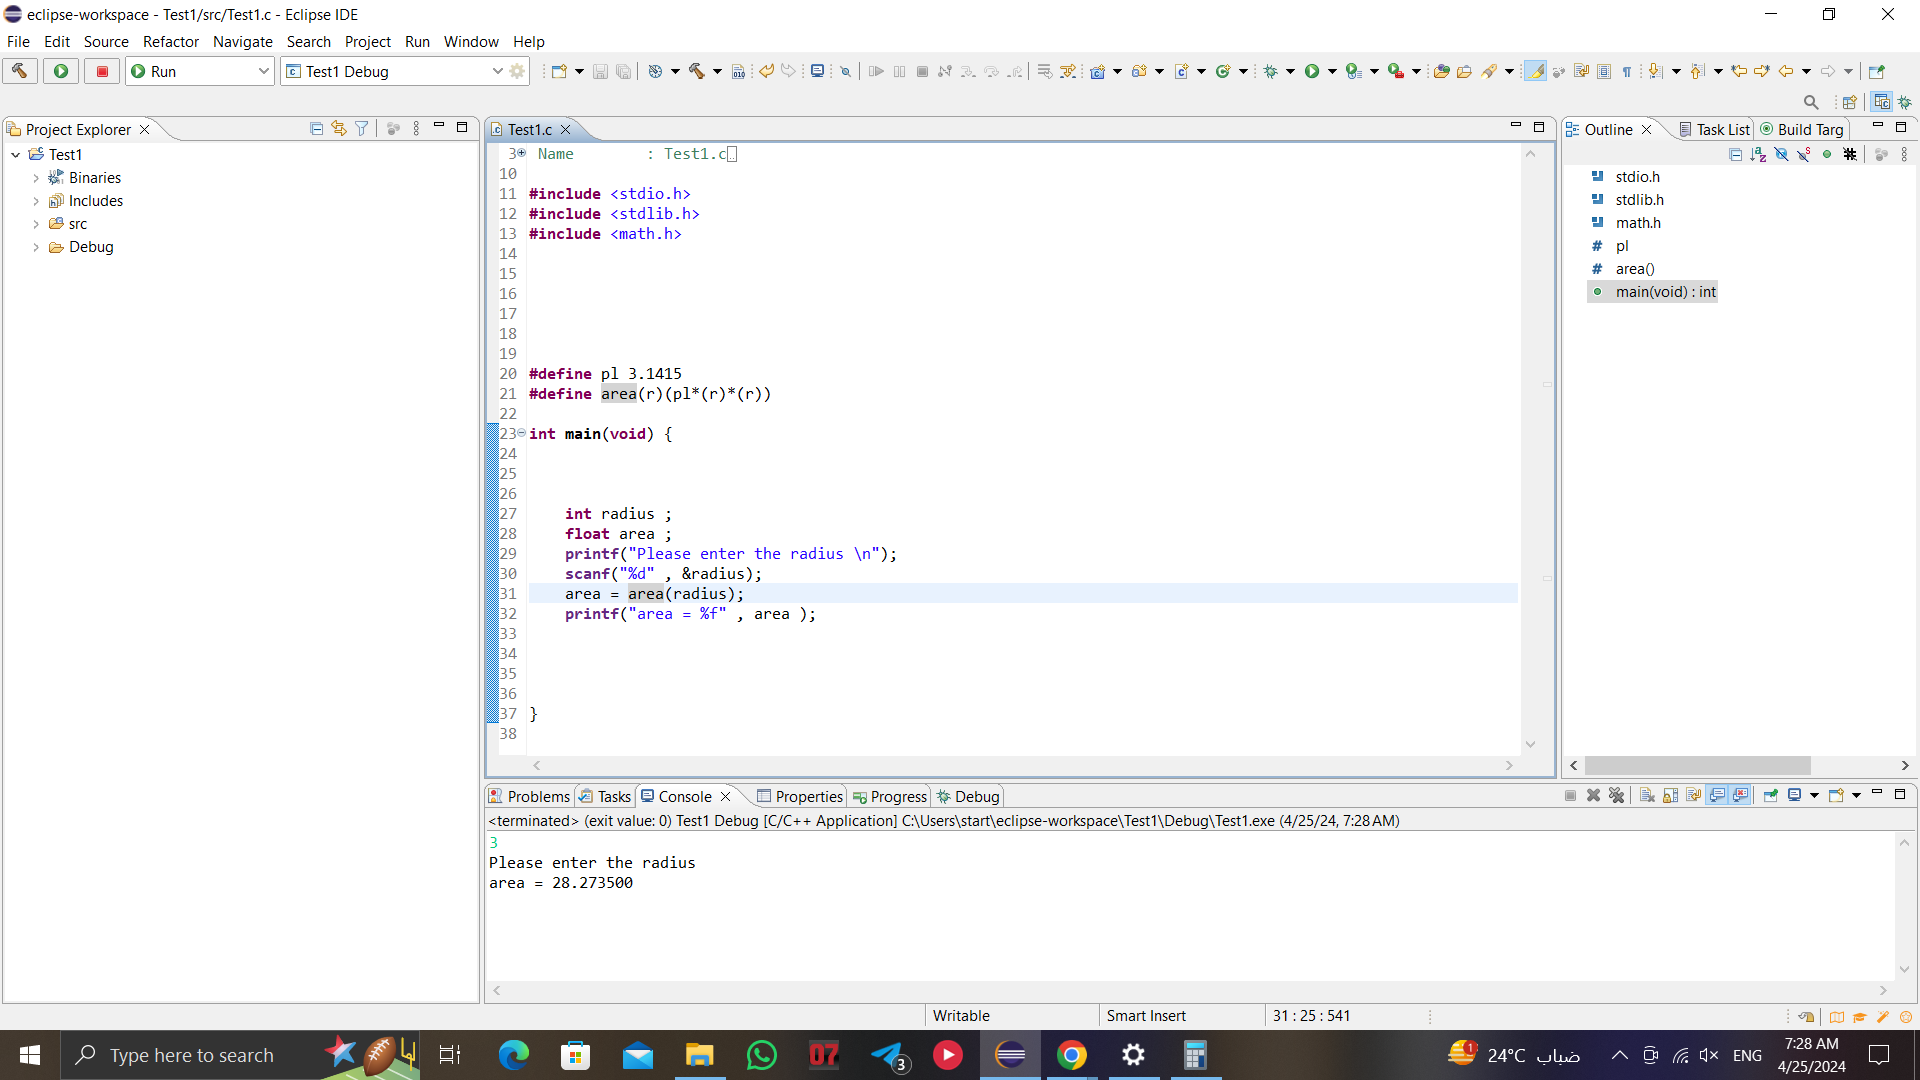 eclipse-workspace - Test1/src/Test1.c - Eclipse IDE
File Edit Source Refactor Navigate Search Project Run Window Help
Run
Test1 Debug
Project Explorer
Test1
Binaries
Includes
src
Debug
Test1.c
3 Name : Test1.c
10
11 #include <stdio.h>
12 #include <stdlib.h>
13 #include <math.h>
14
15
16
17
18
19
20 #define pl 3.1415
21 #define area(r)(pl*(r)*(r))
22
23 int main(void) {
24
25
26
27 int radius ;
28 float area ;
29 printf("Please enter the radius \n");
30 scanf("%d" , &radius);
31 area = area(radius);
32 printf("area = %f" , area );
33
34
35
36
37 }
38
Outline Task List Build Targ
stdio.h
stdlib.h
math.h
pl
area()
main(void) : int
Problems Tasks Console Properties Progress Debug
<terminated> (exit value: 0) Test1 Debug [C/C++ Application] C:\Users\start\eclipse-workspace\Test1\Debug\Test1.exe (4/25/24, 7:28 AM)
3
Please enter the radius
area = 28.273500
Writable Smart Insert 31 : 25 : 541
Type here to search
07
3
1
24°C ضباب
ENG
7:28 AM
4/25/2024